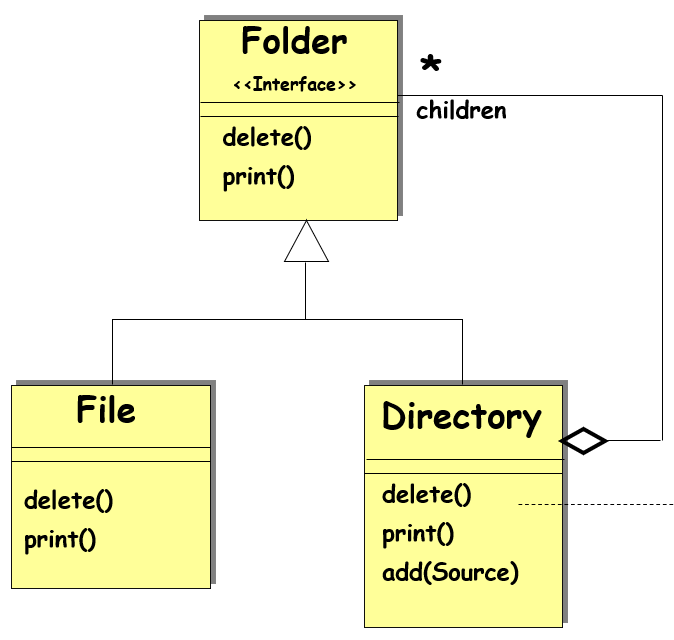 Folder
<<Interface>>
*
children
delete()
print()
File
delete()
print()
Directory
delete()
print()
add(Source)